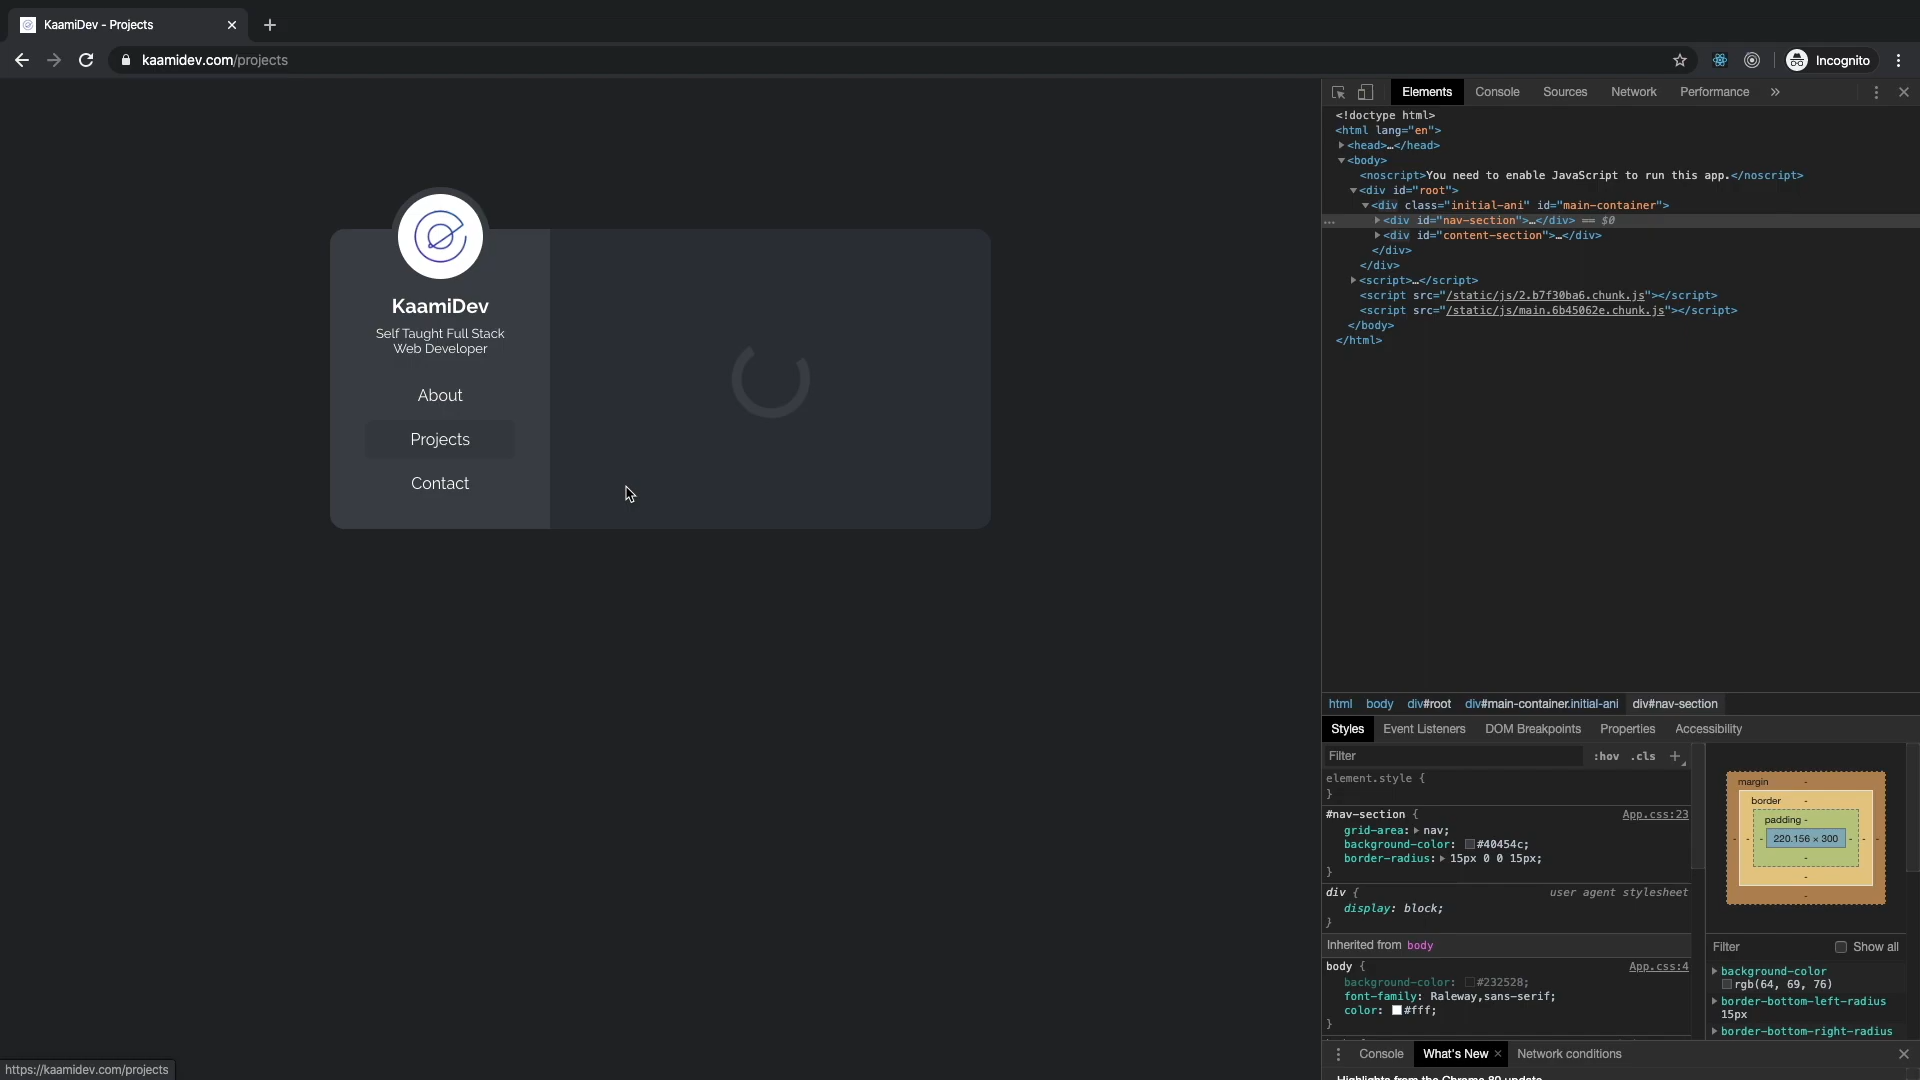 KaamiDev - Projects
kaamidev.com/projects
Incognito
KaamiDev
Self Taught Full Stack
Web Developer
About
Projects
Contact
https://kaamidev.com/projects
Elements Console Sources Network Performance »
<!doctype html>
<html lang="en">
<head>…</head>
<body>
<noscript>You need to enable JavaScript to run this app.</noscript>
<div id="root">
<div class="initial-ani" id="main-container">
<div id="nav-section">…</div> == $0
<div id="content-section">…</div>
</div>
</div>
<script>…</script>
<script src="/static/js/2.b7f30ba6.chunk.js"></script>
<script src="/static/js/main.6b45062e.chunk.js"></script>
</body>
</html>
html body div#root div#main-container.initial-ani div#nav-section
Styles Event Listeners DOM Breakpoints Properties Accessibility
Filter :hov .cls +
element.style {
}
#nav-section { App.css:23
grid-area: nav;
background-color: #40454c;
border-radius: 15px 0 0 15px;
}
div { user agent stylesheet
display: block;
}
Inherited from body
body { App.css:4
background-color: #232528;
font-family: Raleway,sans-serif;
color: #fff;
}
margin -
border -
padding -
220.156 × 300
Filter Show all
background-color
rgb(64, 69, 76)
border-bottom-left-radius
15px
border-bottom-right-radius
Console What's New × Network conditions
Highlights from the Chrome 80 update